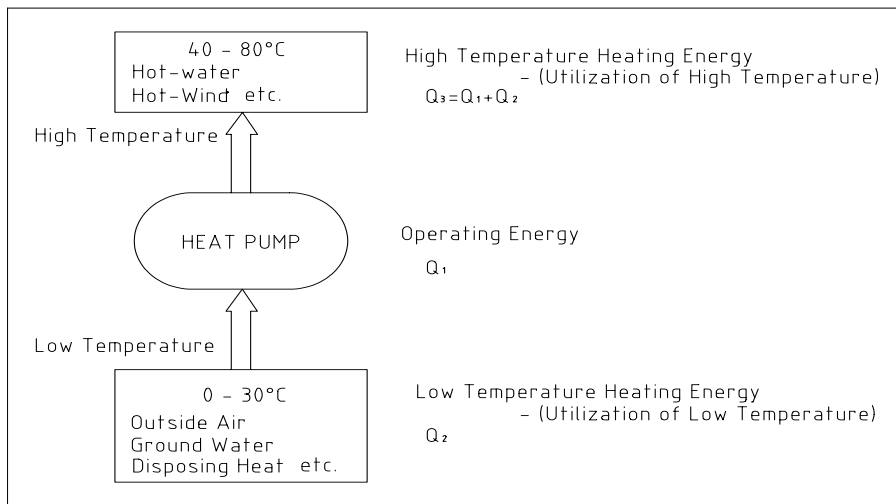 40 – 80°C
Hot-water
Hot-Wind etc.
High Temperature Heating Energy
– (Utilization of High Temperature)
Q₃=Q₁+Q₂
High Temperature
HEAT PUMP
Operating Energy
Q₁
Low Temperature
0 – 30°C
Outside Air
Ground Water
Disposing Heat etc.
Low Temperature Heating Energy
– (Utilization of Low Temperature)
Q₂